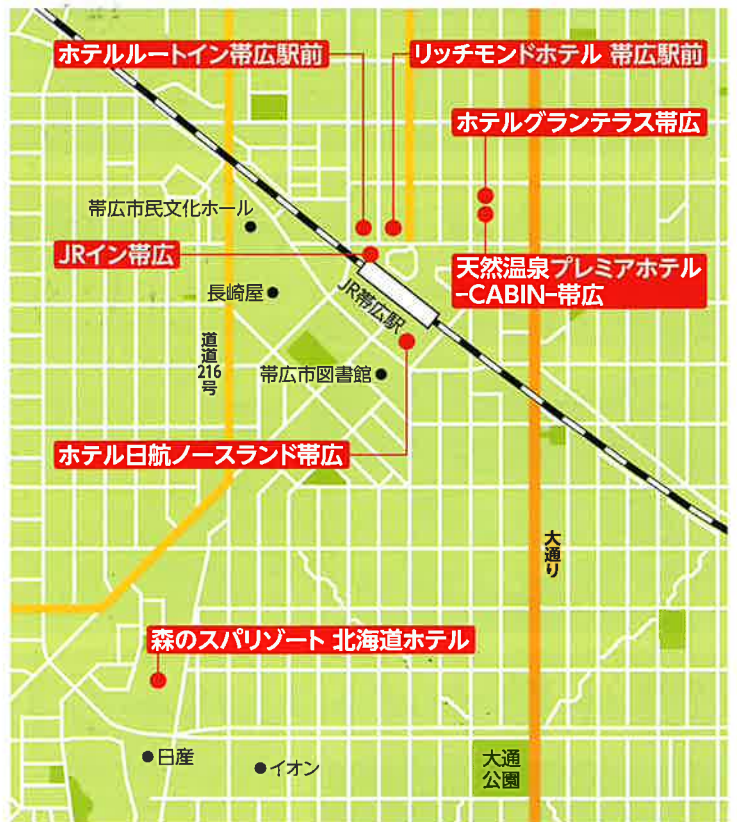 ホテルルートイン帯広駅前
リッチモンドホテル 帯広駅前
ホテルグランテラス帯広
帯広市民文化ホール
JRイン帯広
天然温泉プレミアホテル
-CABIN-帯広
長崎屋
JR帯広駅
道道
216
号
帯広市図書館
ホテル日航ノースランド帯広
大通り
森のスパリゾート 北海道ホテル
日産
イオン
大通
公園